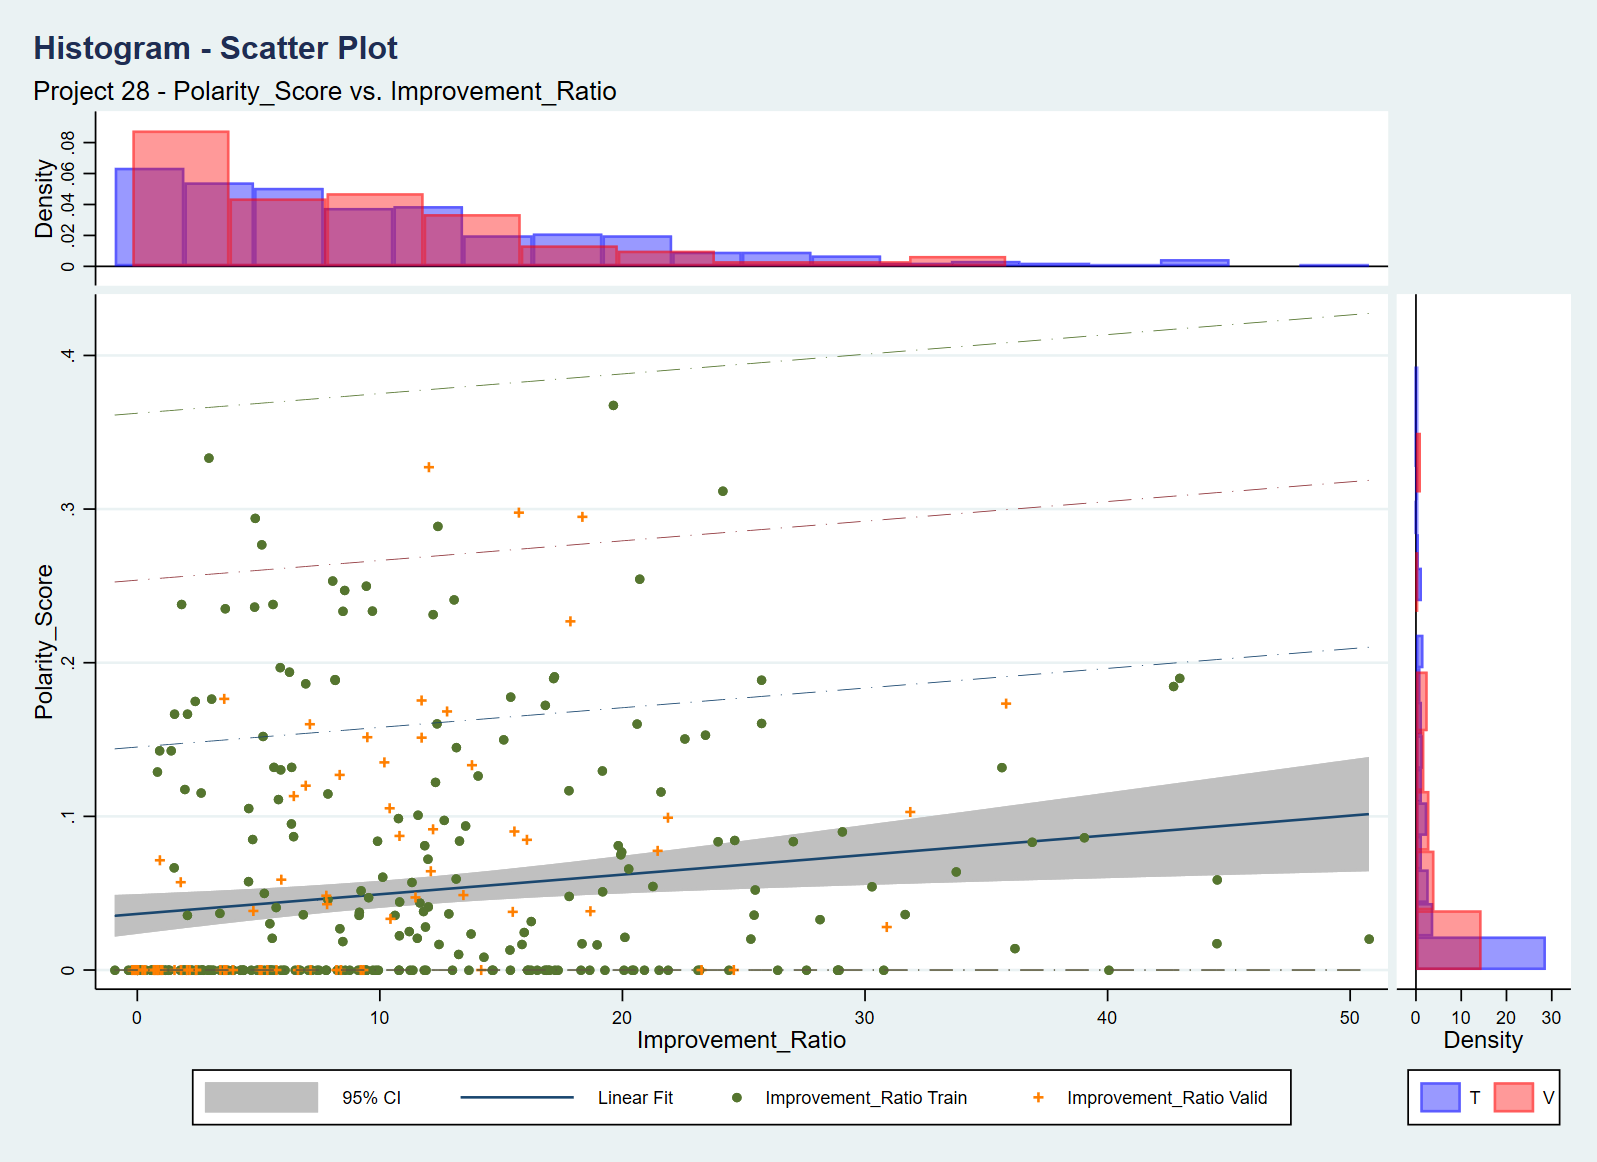 Histogram - Scatter Plot
Project 28 - Polarity_Score vs. Improvement_Ratio
Density
0 .02 .04 .06 .08
Polarity_Score
0 .1 .2 .3 .4
0 10 20 30 40 50
Improvement_Ratio
0 10 20 30
Density
95% CI Linear Fit Improvement_Ratio Train Improvement_Ratio Valid
T V